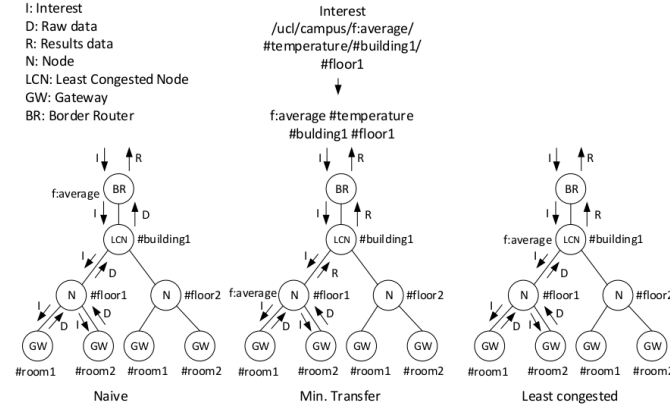 I: Interest
D: Raw data
R: Results data
N: Node
LCN: Least Congested Node
GW: Gateway
BR: Border Router
Interest
/ucl/campus/f:average/
#temperature/#building1/
#floor1
f:average #temperature
#bulding1 #floor1
I R
BR
f:average
I D
LCN #building1
I D
N #floor1
N #floor2
I D I D
GW GW GW GW
#room1 #room2 #room1 #room2
Naive
I R
BR
I R
LCN #building1
I R
f:average N #floor1
N #floor2
I D I D
GW GW GW GW
#room1 #room2 #room1 #room2
Min. Transfer
I R
BR
I R
f:average LCN #building1
I D
N #floor1
N #floor2
I D I D
GW GW GW GW
#room1 #room2 #room1 #room2
Least congested